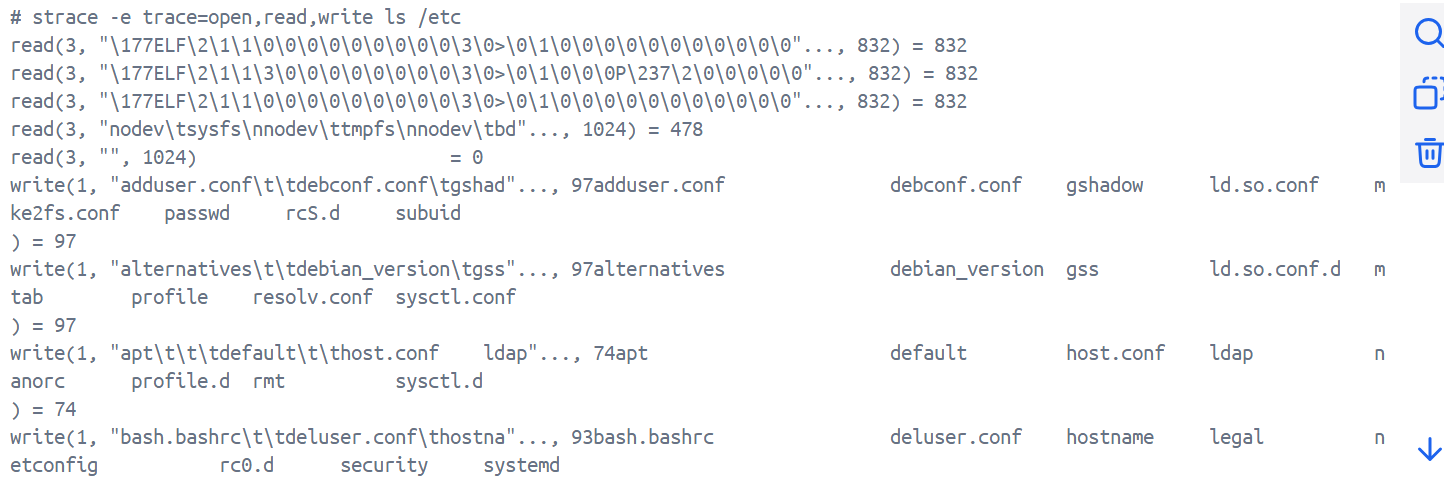 # strace -e trace=open,read,write ls /etc
read(3, "\177ELF\2\1\1\0\0\0\0\0\0\0\0\0\3\0>\0\1\0\0\0\0\0\0\0\0\0\0\0"..., 832) = 832
read(3, "\177ELF\2\1\1\3\0\0\0\0\0\0\0\0\3\0>\0\1\0\0\0P\237\2\0\0\0\0\0"..., 832) = 832
read(3, "\177ELF\2\1\1\0\0\0\0\0\0\0\0\0\3\0>\0\1\0\0\0\0\0\0\0\0\0\0\0"..., 832) = 832
read(3, "nodev\tsysfs\nnodev\ttmpfs\nnodev\tbd"..., 1024) = 478
read(3, "", 1024)                       = 0
write(1, "adduser.conf\t\tdebconf.conf\tgshad"..., 97adduser.conf               debconf.conf    gshadow      ld.so.conf     m
ke2fs.conf    passwd     rcS.d     subuid
) = 97
write(1, "alternatives\t\tdebian_version\tgss"..., 97alternatives               debian_version  gss          ld.so.conf.d   m
tab        profile    resolv.conf  sysctl.conf
) = 97
write(1, "apt\t\t\tdefault\t\thost.conf    ldap"..., 74apt                      default         host.conf    ldap           n
anorc      profile.d  rmt          sysctl.d
) = 74
write(1, "bash.bashrc\t\tdeluser.conf\thostna"..., 93bash.bashrc                deluser.conf    hostname     legal          n
etconfig           rc0.d      security     systemd